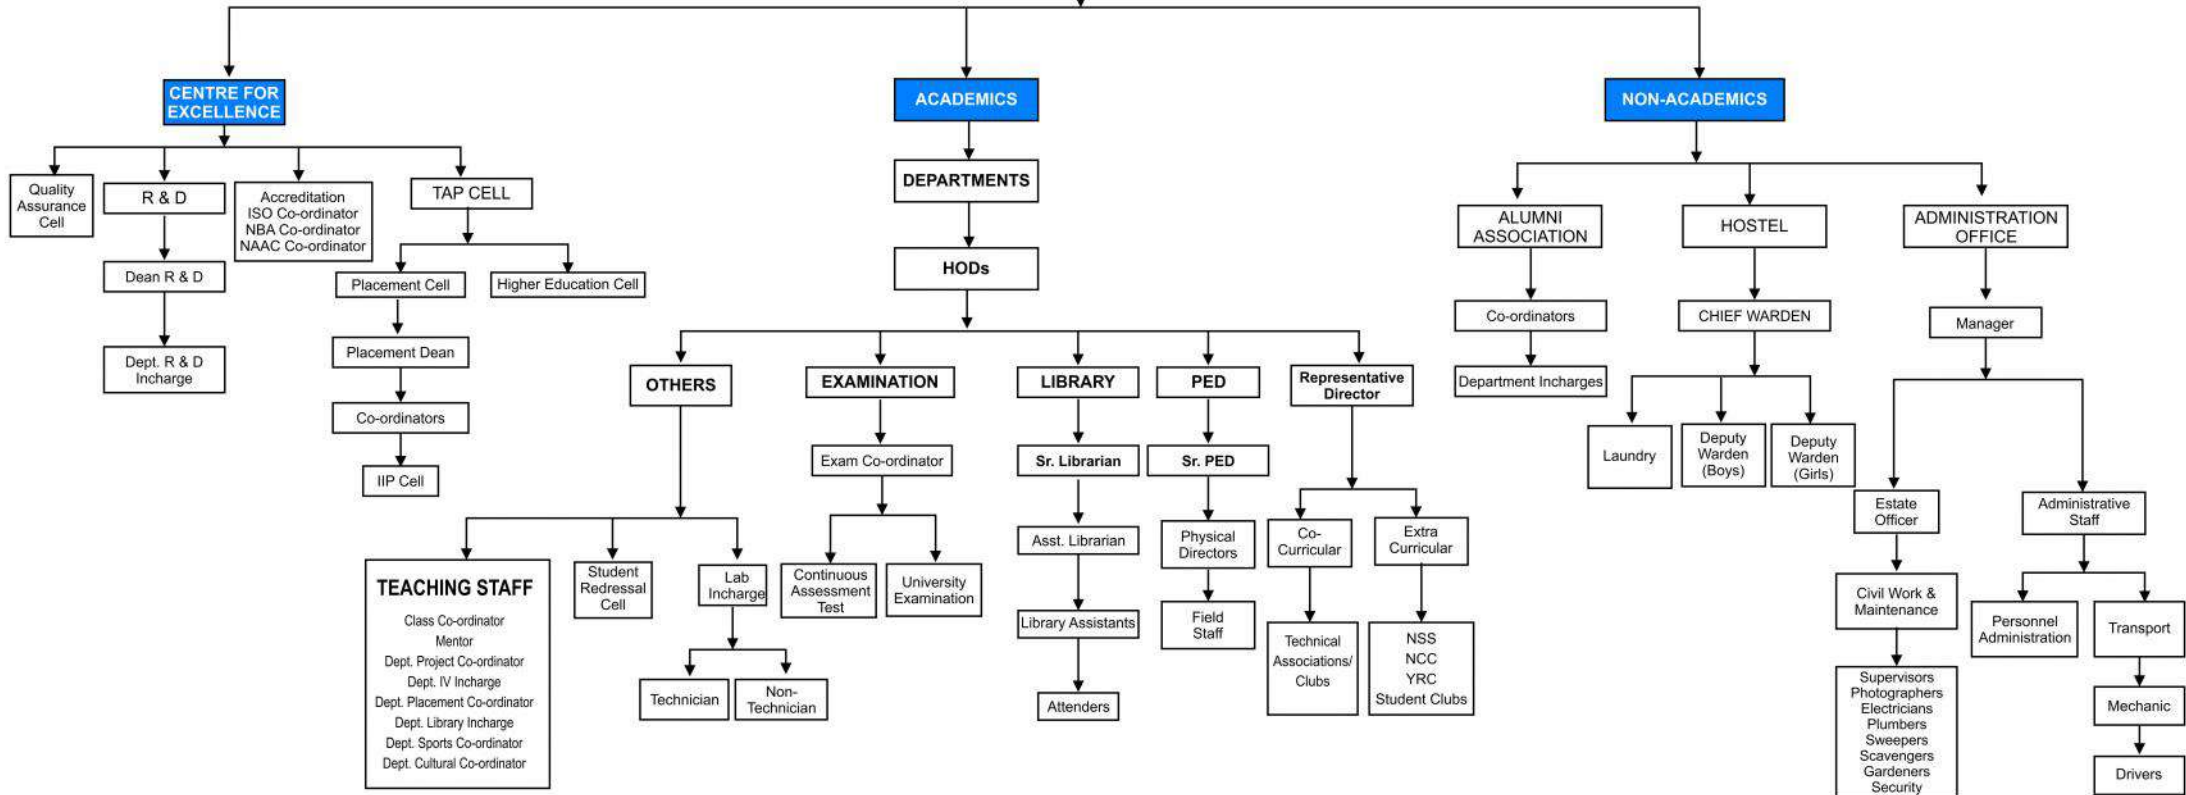 CENTRE FOR
EXCELLENCE
ACADEMICS
NON-ACADEMICS
Quality
Assurance
Cell
R & D
Accreditation
ISO Co-ordinator
NBA Co-ordinator
NAAC Co-ordinator
TAP CELL
Dean R & D
Dept. R & D
Incharge
Placement Cell
Higher Education Cell
Placement Dean
Co-ordinators
IIP Cell
DEPARTMENTS
HODs
OTHERS
EXAMINATION
LIBRARY
PED
Representative
Director
TEACHING STAFF
Class Co-ordinator
Mentor
Dept. Project Co-ordinator
Dept. IV Incharge
Dept. Placement Co-ordinator
Dept. Library Incharge
Dept. Sports Co-ordinator
Dept. Cultural Co-ordinator
Student
Redressal
Cell
Lab
Incharge
Technician
Non-
Technician
Exam Co-ordinator
Continuous
Assessment
Test
University
Examination
Sr. Librarian
Asst. Librarian
Library Assistants
Attenders
Sr. PED
Physical
Directors
Field
Staff
Co-
Curricular
Extra
Curricular
Technical
Associations/
Clubs
NSS
NCC
YRC
Student Clubs
ALUMNI
ASSOCIATION
HOSTEL
ADMINISTRATION
OFFICE
Co-ordinators
Department Incharges
CHIEF WARDEN
Laundry
Deputy
Warden
(Boys)
Deputy
Warden
(Girls)
Manager
Estate
Officer
Administrative
Staff
Civil Work &
Maintenance
Supervisors
Photographers
Electricians
Plumbers
Sweepers
Scavengers
Gardeners
Security
Personnel
Administration
Transport
Mechanic
Drivers